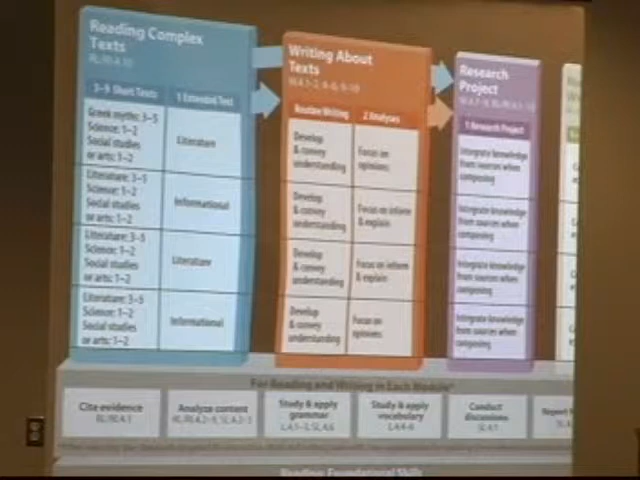 Reading Complex
Texts
3–5 Short Texts
1 Extended Text
Greek myths: 3–5
Science: 1–2
Social studies
or arts: 1–2
Literature
Literature: 3–5
Science: 1–2
Social studies
or arts: 1–2
Informational
Literature: 3–5
Science: 1–2
Social studies
or arts: 1–2
Literature
Literature: 3–5
Science: 1–2
Social studies
or arts: 1–2
Informational
Writing About
Texts
Routine Writing
2 Analyses
Develop
& convey
understanding
Focus on
opinions
Develop
& convey
understanding
Focus on inform
& explain
Develop
& convey
understanding
Focus on inform
& explain
Develop
& convey
understanding
Focus on
opinions
Research
Project
1 Research Project
Integrate knowledge
from sources when
composing
Integrate knowledge
from sources when
composing
Integrate knowledge
from sources when
composing
Integrate knowledge
from sources when
composing
For Reading and Writing in Each Module
Cite evidence
Analyze content
Study & apply
grammar
Study & apply
vocabulary
Conduct
discussions
Report
Reading: Foundational Skills